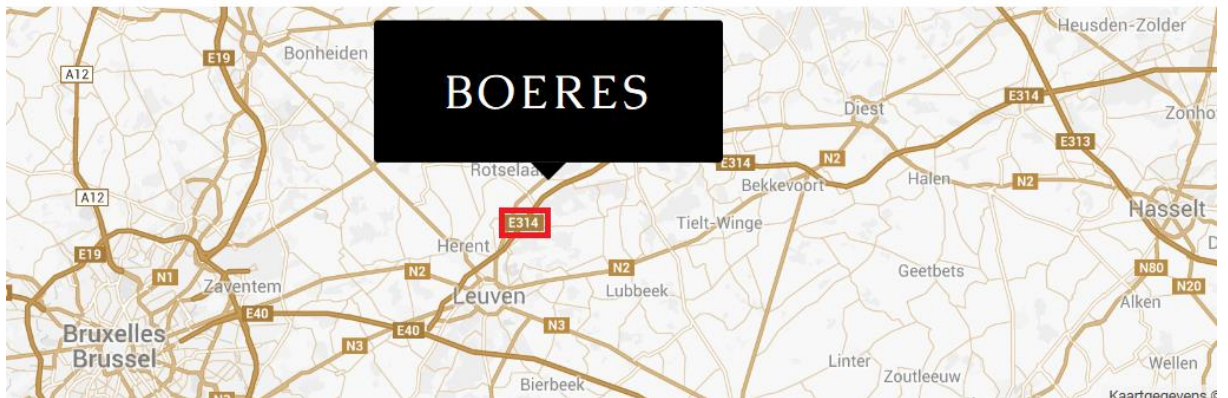 Heusden-Zolder
Bonheiden
E19
A12
BOERES
E314
Diest
Zonho
E313
Rotselaa
E314
N2
Halen
Bekkevoort
N2
A12
Hasselt
E314
Tielt-Winge
Herent
E19
N1
Zaventem
N2
N2
Geetbets
N80
N20
Leuven
Lubbeek
Alken
E40
Bruxelles
Brussel
E40
N3
N3
Linter
Wellen
Zoutleeuw
Bierbeek
Kaartgegevens ©